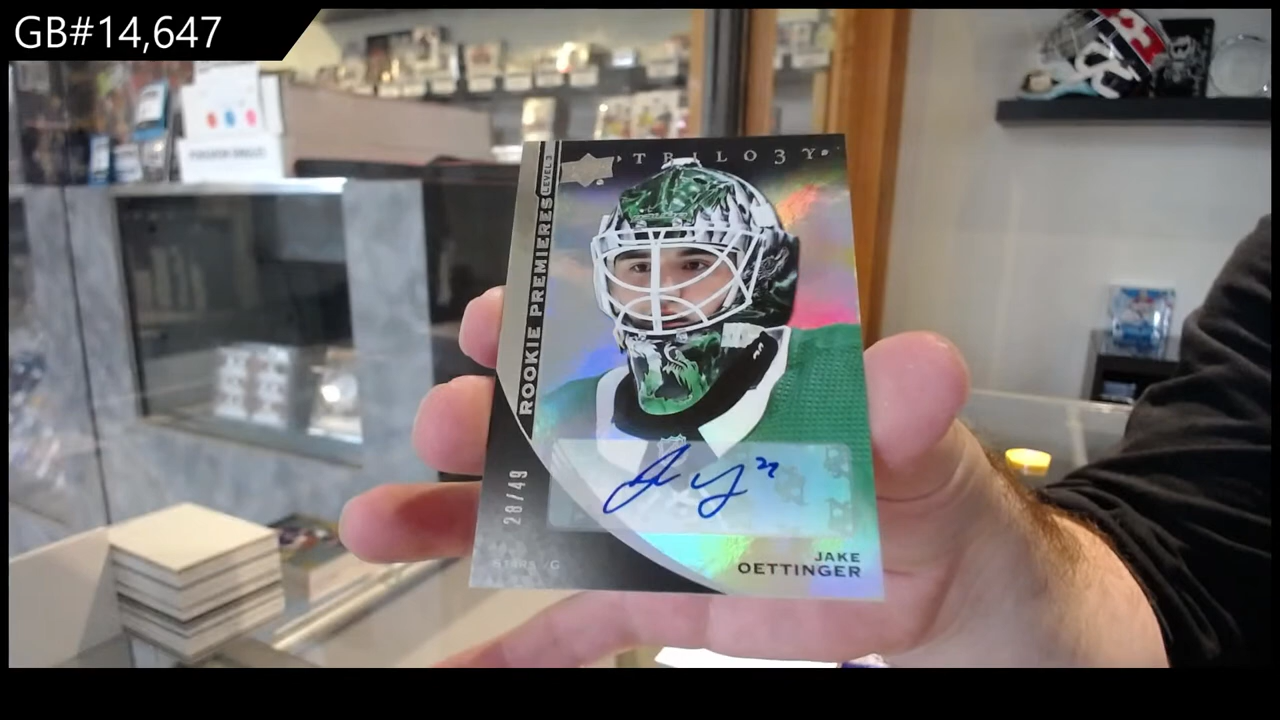 GB#14,647
TRILO3Y
ROOKIE PREMIERES LEVEL 3
28/49
STARS / G
JAKE
OETTINGER